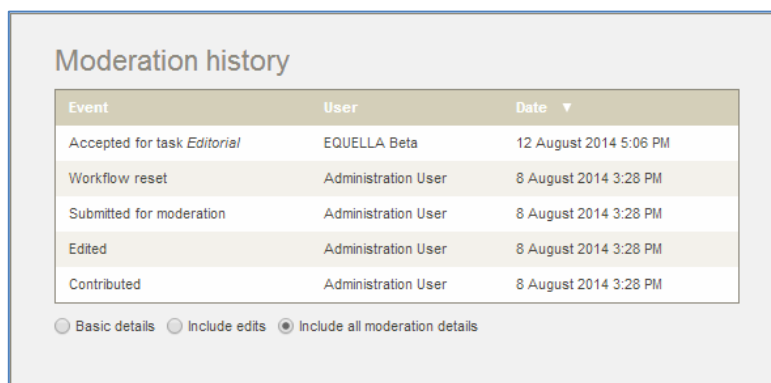 Moderation history
Event User Date ▼
Accepted for task Editorial EQUELLA Beta 12 August 2014 5:06 PM
Workflow reset Administration User 8 August 2014 3:28 PM
Submitted for moderation Administration User 8 August 2014 3:28 PM
Edited Administration User 8 August 2014 3:28 PM
Contributed Administration User 8 August 2014 3:28 PM
Basic details Include edits Include all moderation details